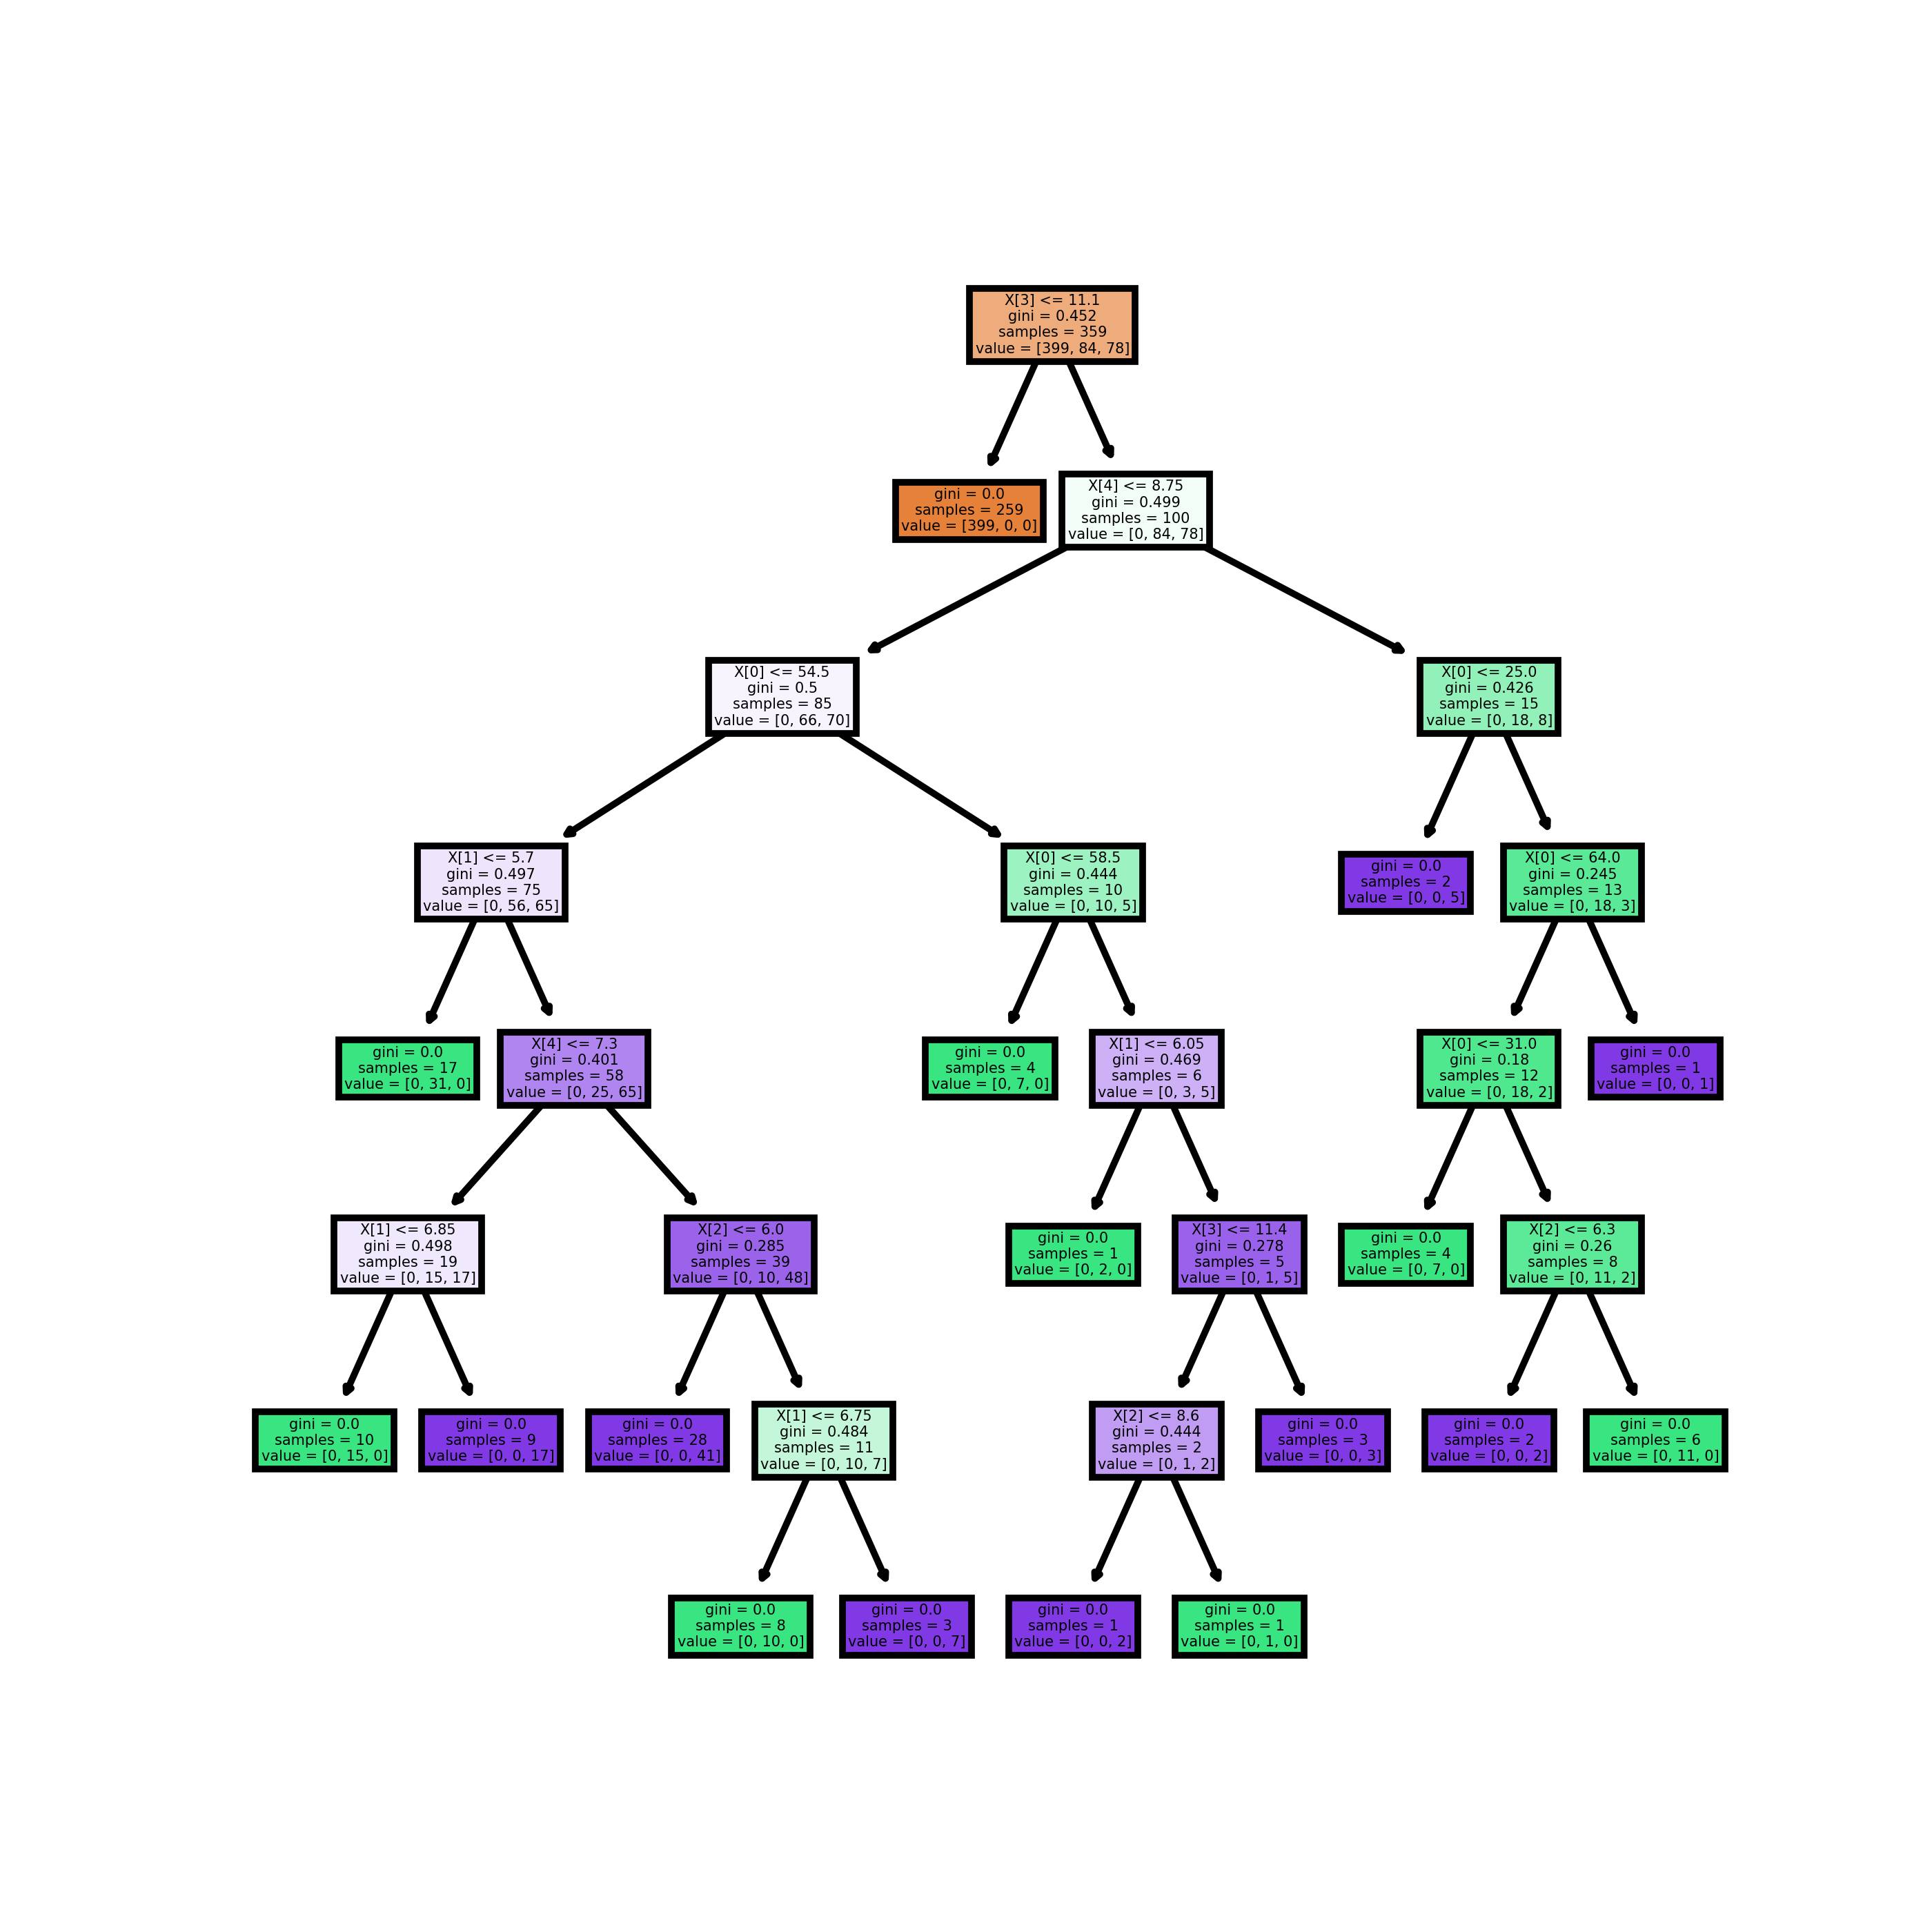 X[3] <= 11.1
gini = 0.452
samples = 359
value = [399, 84, 78]
gini = 0.0
samples = 259
value = [399, 0, 0]
X[4] <= 8.75
gini = 0.499
samples = 100
value = [0, 84, 78]
X[0] <= 54.5
gini = 0.5
samples = 85
value = [0, 66, 70]
X[0] <= 25.0
gini = 0.426
samples = 15
value = [0, 18, 8]
X[1] <= 5.7
gini = 0.497
samples = 75
value = [0, 56, 65]
X[0] <= 58.5
gini = 0.444
samples = 10
value = [0, 10, 5]
gini = 0.0
samples = 2
value = [0, 0, 5]
X[0] <= 64.0
gini = 0.245
samples = 13
value = [0, 18, 3]
gini = 0.0
samples = 17
value = [0, 31, 0]
X[4] <= 7.3
gini = 0.401
samples = 58
value = [0, 25, 65]
gini = 0.0
samples = 4
value = [0, 7, 0]
X[1] <= 6.05
gini = 0.469
samples = 6
value = [0, 3, 5]
X[0] <= 31.0
gini = 0.18
samples = 12
value = [0, 18, 2]
gini = 0.0
samples = 1
value = [0, 0, 1]
X[1] <= 6.85
gini = 0.498
samples = 19
value = [0, 15, 17]
X[2] <= 6.0
gini = 0.285
samples = 39
value = [0, 10, 48]
gini = 0.0
samples = 1
value = [0, 2, 0]
X[3] <= 11.4
gini = 0.278
samples = 5
value = [0, 1, 5]
gini = 0.0
samples = 4
value = [0, 7, 0]
X[2] <= 6.3
gini = 0.26
samples = 8
value = [0, 11, 2]
gini = 0.0
samples = 10
value = [0, 15, 0]
gini = 0.0
samples = 9
value = [0, 0, 17]
gini = 0.0
samples = 28
value = [0, 0, 41]
X[1] <= 6.75
gini = 0.484
samples = 11
value = [0, 10, 7]
X[2] <= 8.6
gini = 0.444
samples = 2
value = [0, 1, 2]
gini = 0.0
samples = 3
value = [0, 0, 3]
gini = 0.0
samples = 2
value = [0, 0, 2]
gini = 0.0
samples = 6
value = [0, 11, 0]
gini = 0.0
samples = 8
value = [0, 10, 0]
gini = 0.0
samples = 3
value = [0, 0, 7]
gini = 0.0
samples = 1
value = [0, 0, 2]
gini = 0.0
samples = 1
value = [0, 1, 0]